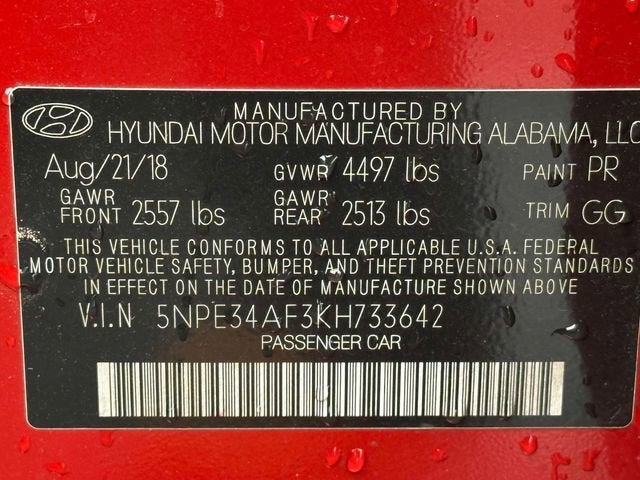 MANUFACTURED BY
HYUNDAI MOTOR MANUFACTURING ALABAMA, LLC
Aug/21/18 GVWR 4497 lbs PAINT PR
GAWR FRONT 2557 lbs GAWR REAR 2513 lbs TRIM GG
THIS VEHICLE CONFORMS TO ALL APPLICABLE U.S.A. FEDERAL
MOTOR VEHICLE SAFETY, BUMPER, AND THEFT PREVENTION STANDARDS
IN EFFECT ON THE DATE OF MANUFACTURE SHOWN ABOVE
V.I.N 5NPE34AF3KH733642
PASSENGER CAR